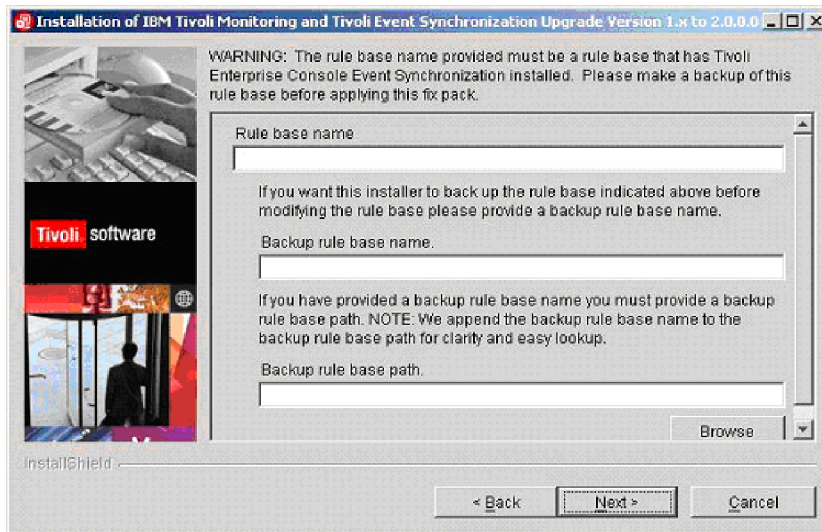 Installation of IBM Tivoli Monitoring and Tivoli Event Synchronization Upgrade Version 1.x to 2.0.0.0
WARNING: The rule base name provided must be a rule base that has Tivoli
Enterprise Console Event Synchronization installed. Please make a backup of this
rule base before applying this fix pack.
Rule base name
If you want this installer to back up the rule base indicated above before
modifying the rule base please provide a backup rule base name.
Tivoli. software
Backup rule base name.
If you have provided a backup rule base name you must provide a backup
rule base path. NOTE: We append the backup rule base name to the
backup rule base path for clarity and easy lookup.
Backup rule base path.
Browse
InstallShield
< Back
Next >
Cancel